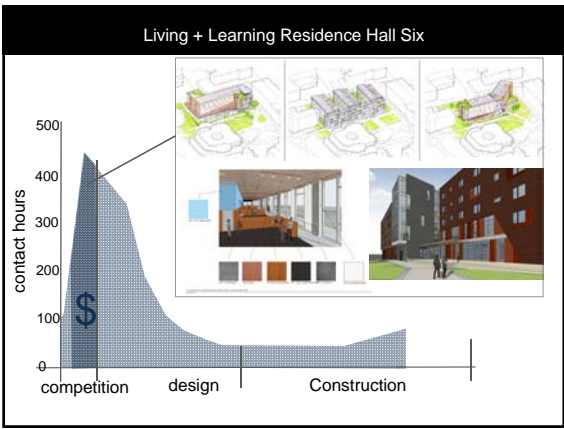 Living + Learning Residence Hall Six
500
400
300
200
100
0
contact hours
$
competition
design
Construction